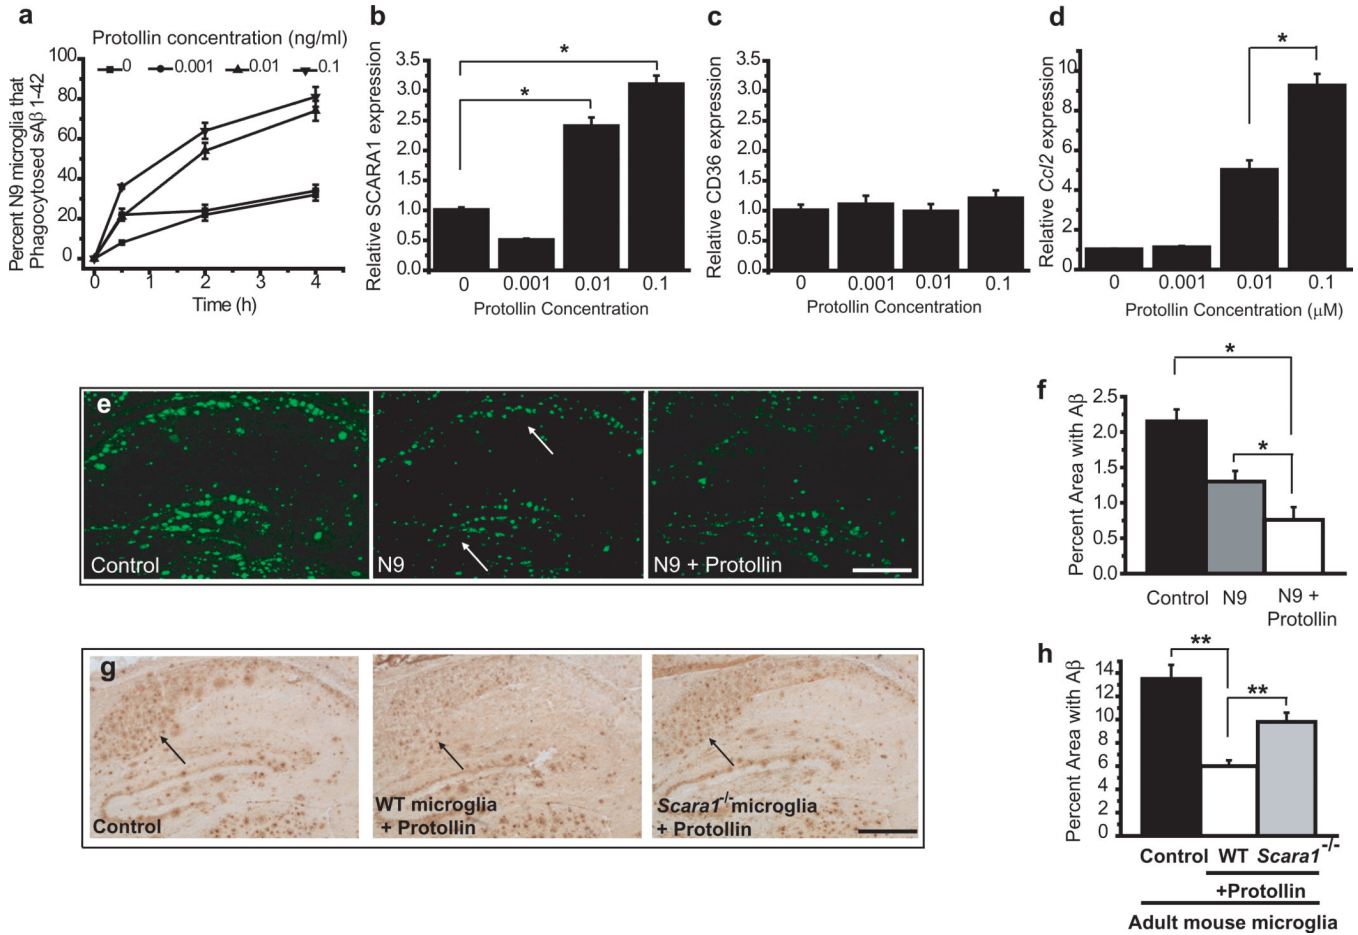 a
Protollin concentration (ng/ml)
0 0.001 0.01 0.1
Percent N9 microglia that
Phagocytosed sAβ 1-42
100
80
60
40
20
0
0 1 2 3 4
Time (h)
b
Relative SCARA1 expression
3.5
3.0
2.5
2.0
1.5
1.0
0.5
0.0
*
*
0 0.001 0.01 0.1
Protollin Concentration
c
Relative CD36 expression
3.5
3.0
2.5
2.0
1.5
1.0
0.5
0.0
0 0.001 0.01 0.1
Protollin Concentration
d
Relative Ccl2 expression
10
8
6
4
2
0
*
0 0.001 0.01 0.1
Protollin Concentration (μM)
e
Control
N9
N9 + Protollin
f
Percent Area with Aβ
2.5
2.0
1.5
1.0
0.5
0.0
*
*
Control N9 N9 +
Protollin
g
Control
WT microglia
+ Protollin
Scara1-/-microglia
+ Protollin
h
Percent Area with Aβ
14
12
10
8
6
4
2
0
**
**
Control WT Scara1-/-
+Protollin
Adult mouse microglia